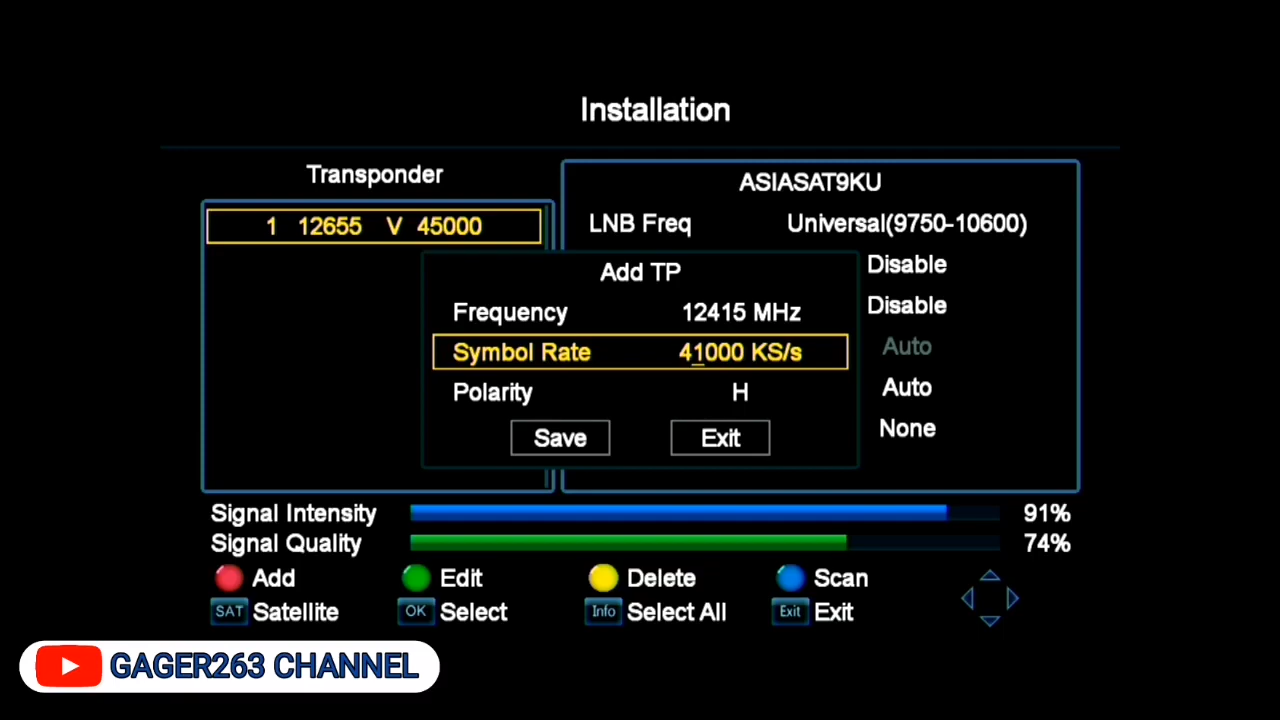 Installation
Transponder
1 12655 V 45000
ASIASAT9KU
LNB Freq Universal(9750-10600)
Disable
Disable
Auto
Auto
None
Add TP
Frequency 12415 MHz
Symbol Rate 41000 KS/s
Polarity H
Save Exit
Signal Intensity 91%
Signal Quality 74%
Add Edit Delete Scan
SAT Satellite OK Select Info Select All Exit Exit
GAGER263 CHANNEL